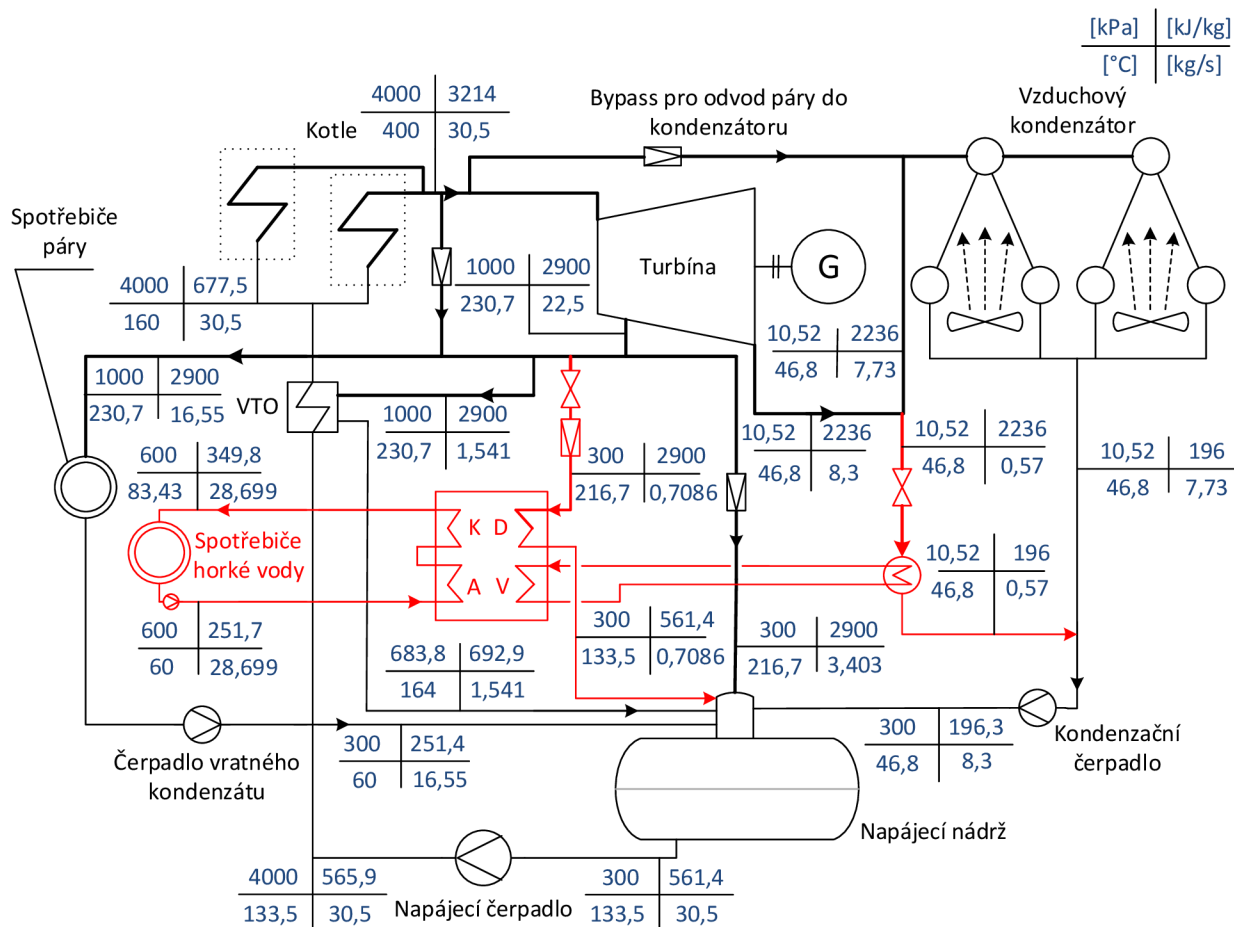 [kPa] [kJ/kg]
[°C] [kg/s]
4000 3214
400 30,5
Kotle
Bypass pro odvod páry do
kondenzátoru
Vzduchový
kondenzátor
Spotřebiče
páry
4000 677,5
160 30,5
1000 2900
230,7 22,5
Turbína
G
10,52 2236
46,8 7,73
1000 2900
230,7 16,55
VTO
1000 2900
230,7 1,541
10,52 2236
46,8 8,3
10,52 2236
46,8 0,57
10,52 196
46,8 7,73
600 349,8
83,43 28,699
300 2900
216,7 0,7086
K D
A V
Spotřebiče
horké vody
10,52 196
46,8 0,57
600 251,7
60 28,699
300 561,4
133,5 0,7086
300 2900
216,7 3,403
683,8 692,9
164 1,541
Čerpadlo vratného
kondenzátu
300 251,4
60 16,55
300 196,3
46,8 8,3
Kondenzační
čerpadlo
Napájecí nádrž
4000 565,9
133,5 30,5
Napájecí čerpadlo
300 561,4
133,5 30,5